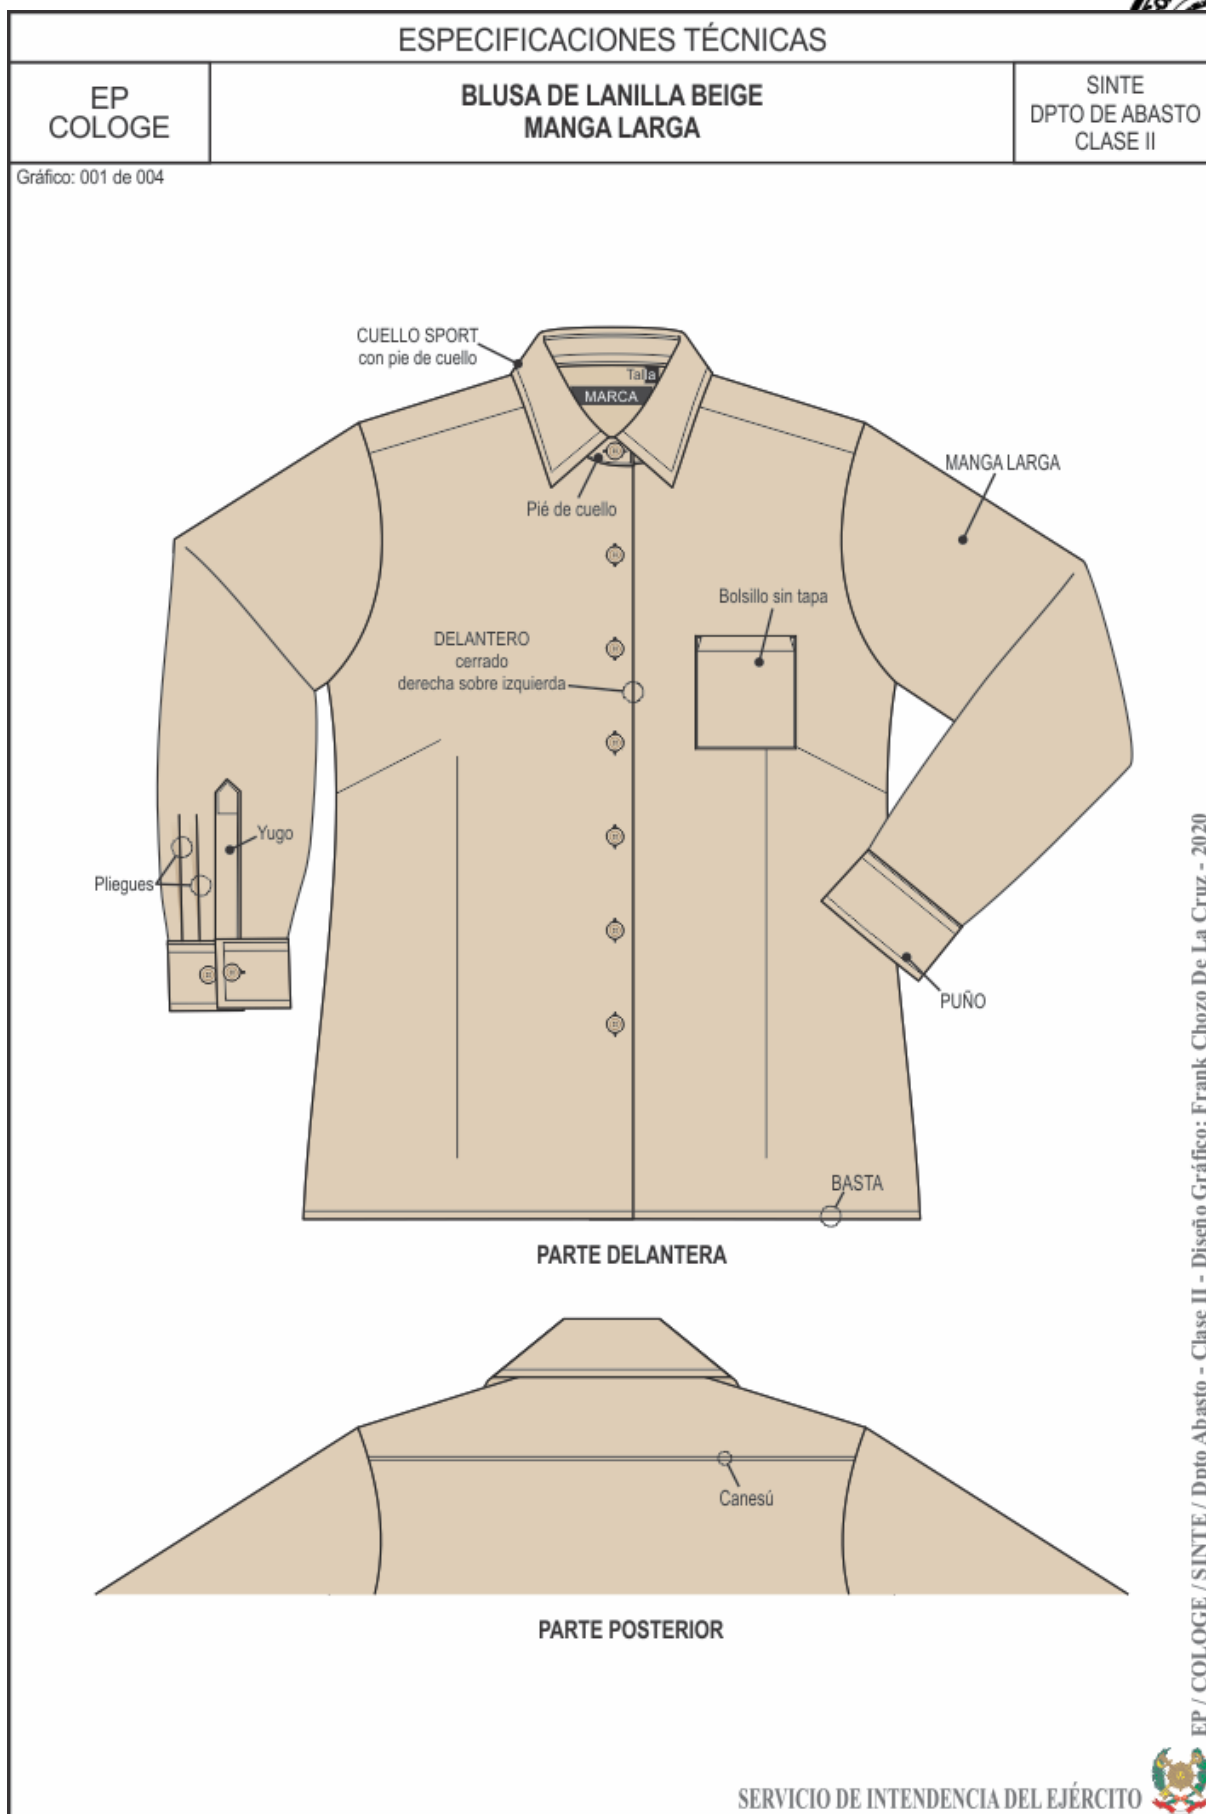 ESPECIFICACIONES TÉCNICAS
EP
COLOGE
BLUSA DE LANILLA BEIGE
MANGA LARGA
SINTE
DPTO DE ABASTO
CLASE II
Gráfico: 001 de 004
CUELLO SPORT
con pie de cuello
Talla
MARCA
MANGA LARGA
Pié de cuello
Bolsillo sin tapa
DELANTERO
cerrado
derecha sobre izquierda
Yugo
Pliegues
PUÑO
BASTA
PARTE DELANTERA
Canesú
PARTE POSTERIOR
EP / COLOGE / SINTE / Dpto Abasto - Clase II - Diseño Gráfico: Frank Chozo De La Cruz - 2020
SERVICIO DE INTENDENCIA DEL EJÉRCITO